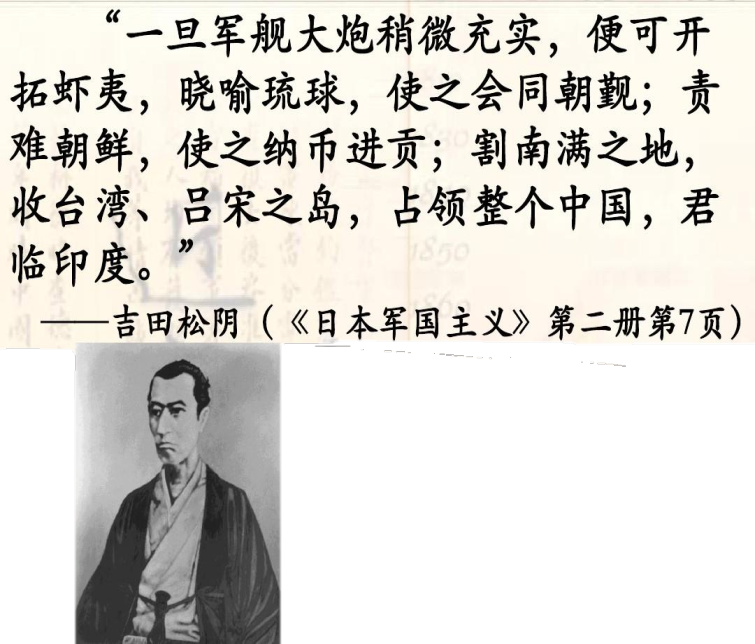 “一旦军舰大炮稍微充实，便可开
拓虾夷，晓喻琉球，使之会同朝觐；责
难朝鲜，使之纳币进贡；割南满之地，
收台湾、吕宋之岛，占领整个中国，君
临印度。”
——吉田松阴（《日本军国主义》第二册第7页）
1850